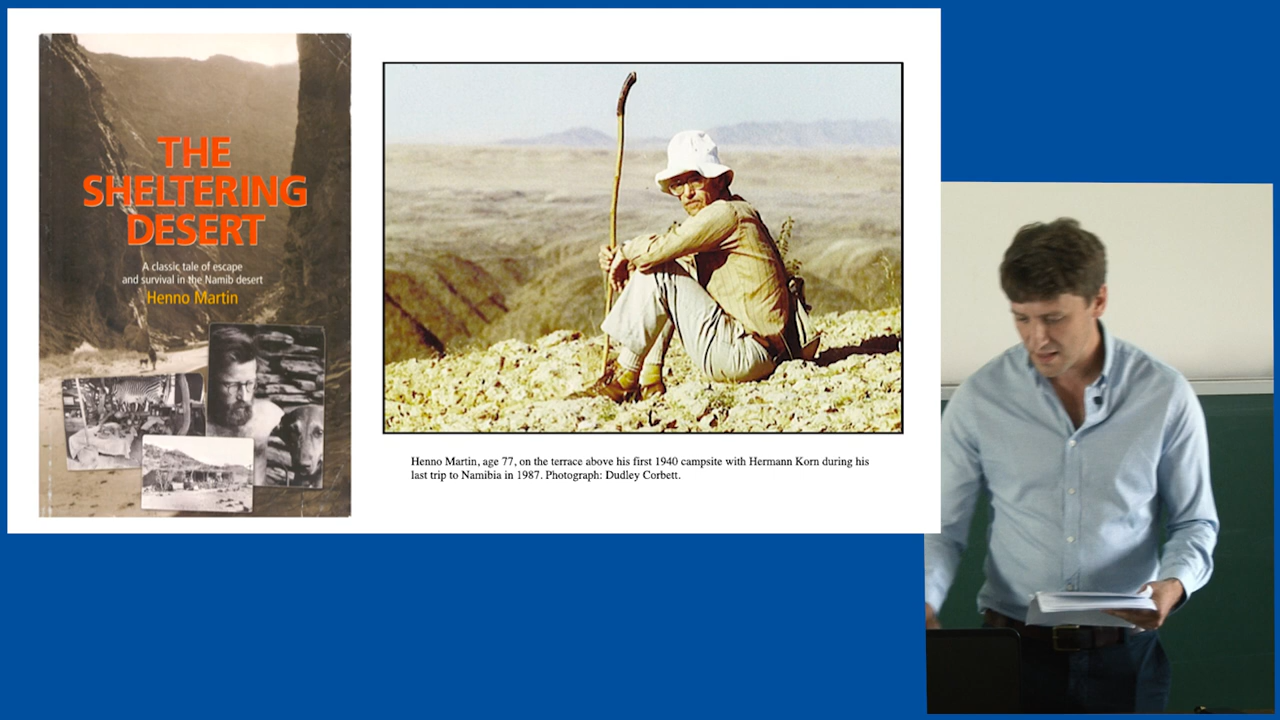 THE
SHELTERING
DESERT
A classic tale of escape
and survival in the Namib desert
Henno Martin
Henno Martin, age 77, on the terrace above his first 1940 campsite with Hermann Korn during his
last trip to Namibia in 1987. Photograph: Dudley Corbett.